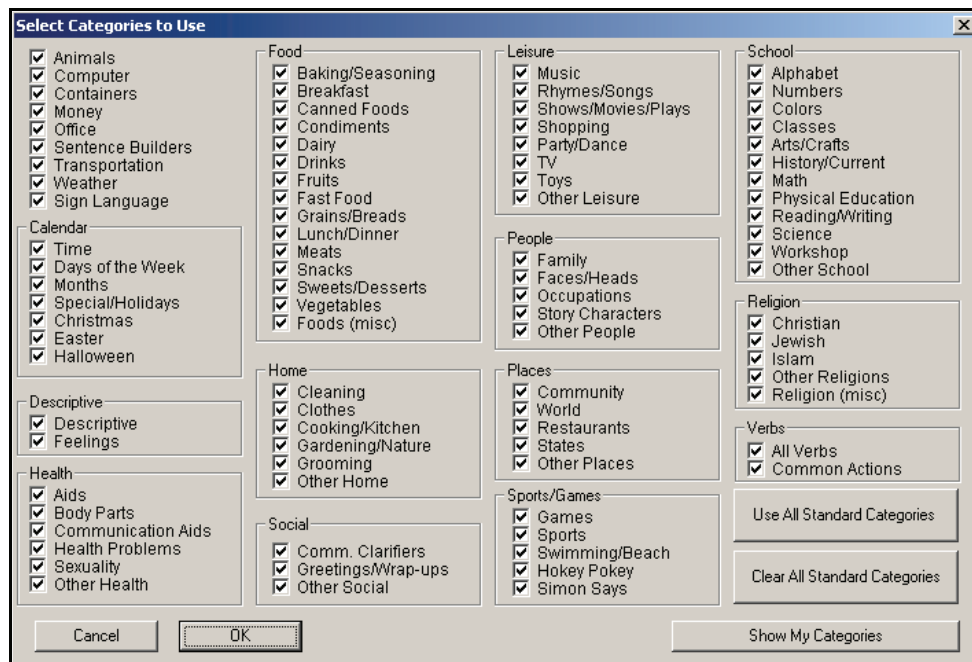 Select Categories to Use
Animals
Computer
Containers
Money
Office
Sentence Builders
Transportation
Weather
Sign Language
Calendar
Time
Days of the Week
Months
Special/Holidays
Christmas
Easter
Halloween
Descriptive
Descriptive
Feelings
Health
Aids
Body Parts
Communication Aids
Health Problems
Sexuality
Other Health
Food
Baking/Seasoning
Breakfast
Canned Foods
Condiments
Dairy
Drinks
Fruits
Fast Food
Grains/Breads
Lunch/Dinner
Meats
Snacks
Sweets/Desserts
Vegetables
Foods (misc)
Home
Cleaning
Clothes
Cooking/Kitchen
Gardening/Nature
Grooming
Other Home
Social
Comm. Clarifiers
Greetings/Wrap-ups
Other Social
Leisure
Music
Rhymes/Songs
Shows/Movies/Plays
Shopping
Party/Dance
TV
Toys
Other Leisure
People
Family
Faces/Heads
Occupations
Story Characters
Other People
Places
Community
World
Restaurants
States
Other Places
Sports/Games
Games
Sports
Swimming/Beach
Hokey Pokey
Simon Says
School
Alphabet
Numbers
Colors
Classes
Arts/Crafts
History/Current
Math
Physical Education
Reading/Writing
Science
Workshop
Other School
Religion
Christian
Jewish
Islam
Other Religions
Religion (misc)
Verbs
All Verbs
Common Actions
Use All Standard Categories
Clear All Standard Categories
Cancel
OK
Show My Categories